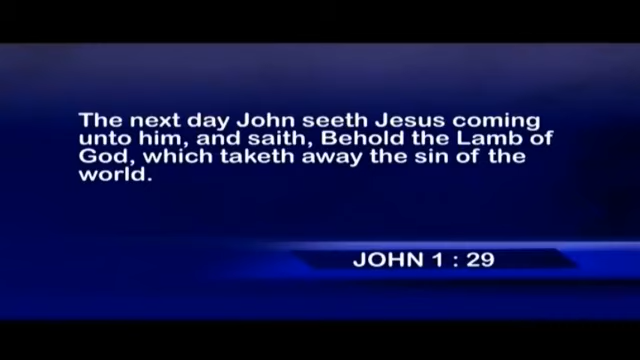 The next day John seeth Jesus coming
unto him, and saith, Behold the Lamb of
God, which taketh away the sin of the
world.
JOHN 1 : 29